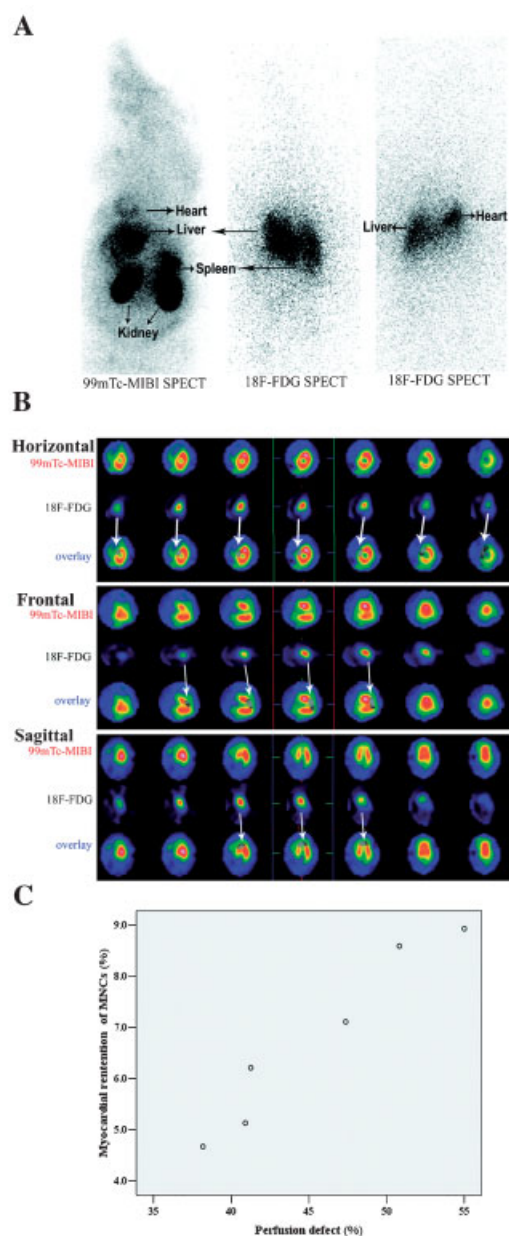 A
Heart
Liver
Spleen
Kidney
Liver
Heart
99mTc-MIBI SPECT
18F-FDG SPECT
18F-FDG SPECT
B
Horizontal
99mTc-MIBI
18F-FDG
overlay
Frontal
99mTc-MIBI
18F-FDG
overlay
Sagittal
99mTc-MIBI
18F-FDG
overlay
C
Myocardial rentention of MNCs (%)
9.0
8.0
7.0
6.0
5.0
4.0
35
40
45
50
55
Perfusion defect (%)